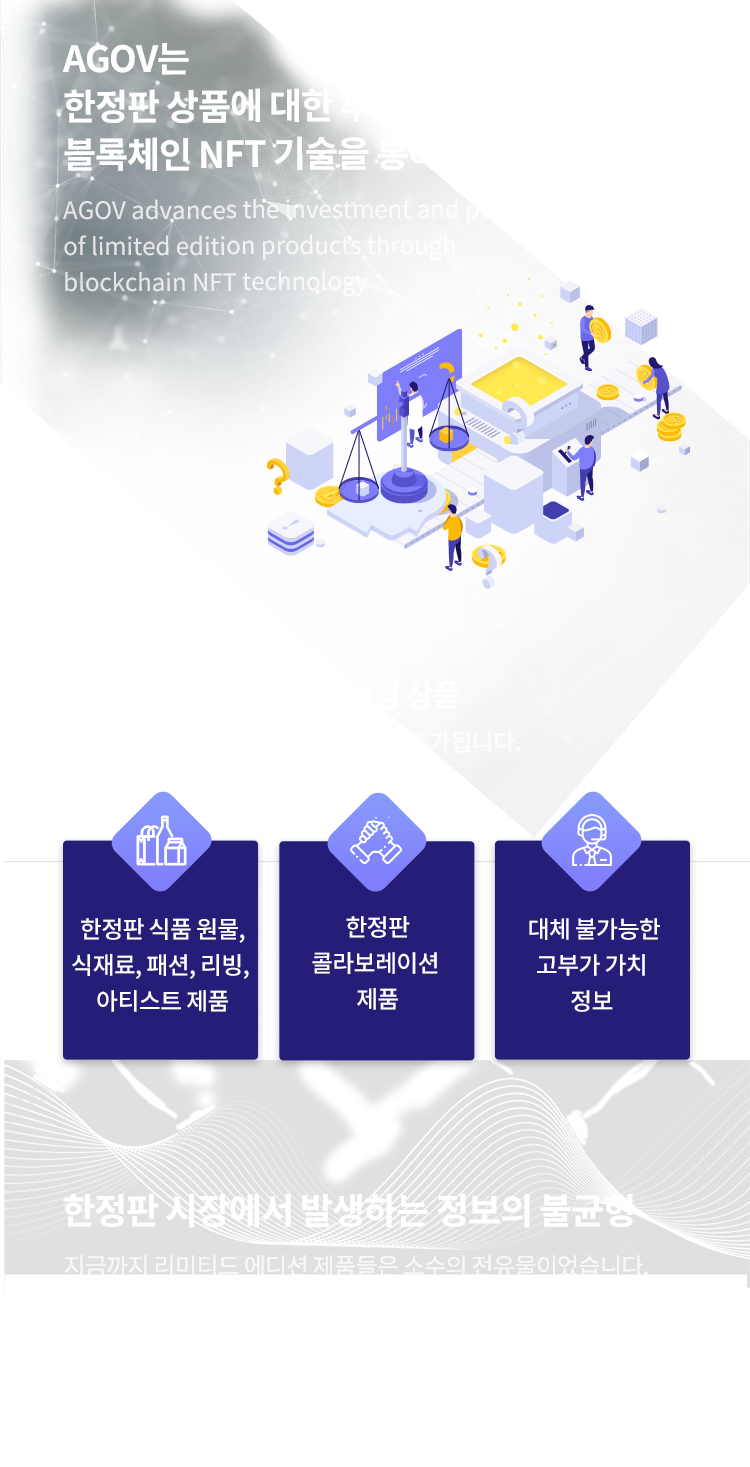 AGOV는
한정판 상품에 대한
블록체인 NFT 기술을
AGOV advances the investment and
of limited edition products through
blockchain NFT technology
상품
추가됩니다.
한정판 식품 원물,
식재료, 패션, 리빙,
아티스트 제품
한정판
콜라보레이션
제품
대체 불가능한
고부가 가치
정보
한정판 시장에서 발생하는 정보의 불균형
지금까지 리미티드 에디션 제품들은 소수의 전유물이었습니다.